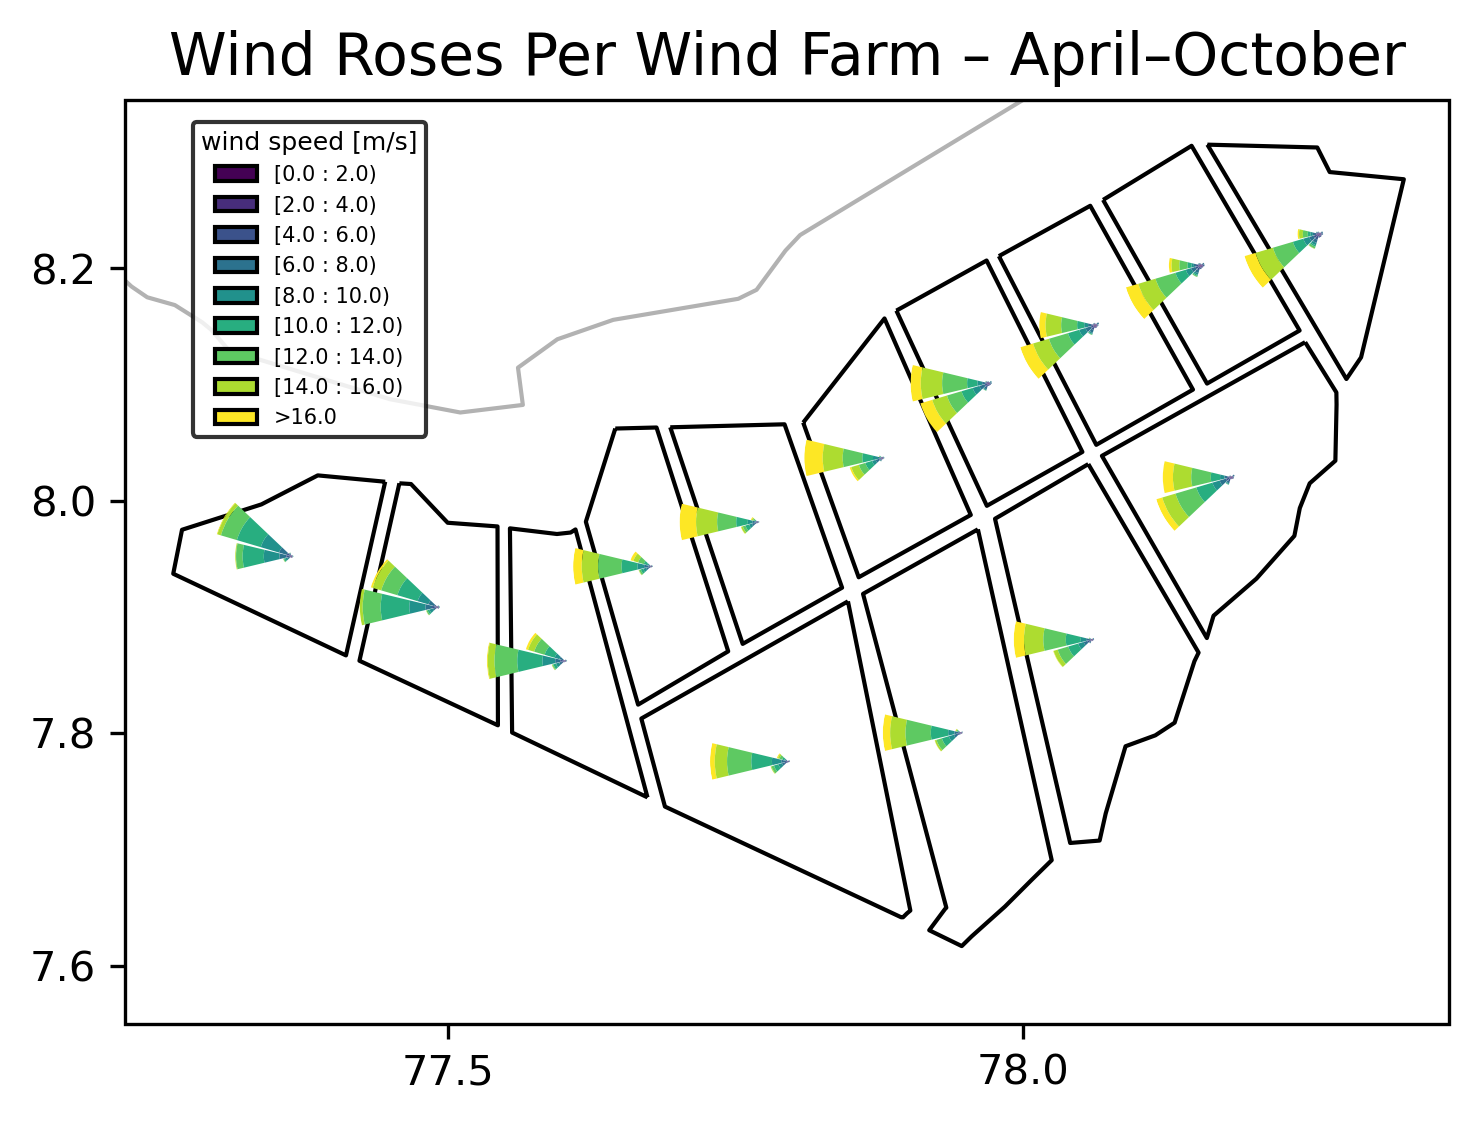 Wind Roses Per Wind Farm – April–October
wind speed [m/s]
[0.0 : 2.0)
[2.0 : 4.0)
[4.0 : 6.0)
[6.0 : 8.0)
[8.0 : 10.0)
[10.0 : 12.0)
[12.0 : 14.0)
[14.0 : 16.0)
>16.0
8.2
8.0
7.8
7.6
77.5
78.0